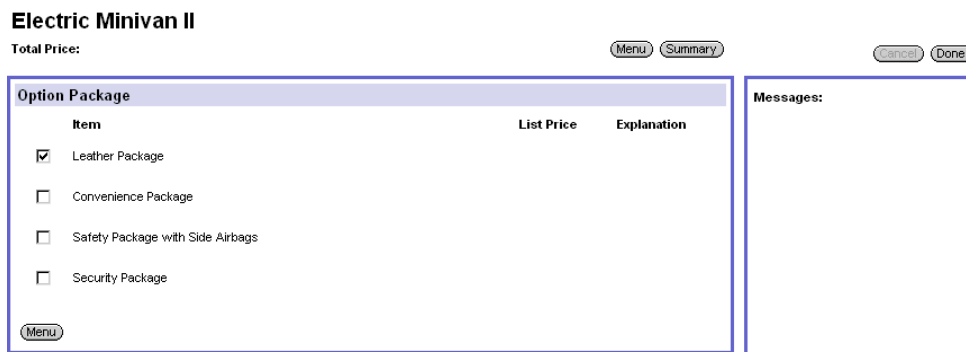 Electric Minivan II
Total Price:
Menu Summary
Cancel Done
Option Package
Item List Price Explanation
Leather Package
Convenience Package
Safety Package with Side Airbags
Security Package
Menu
Messages: